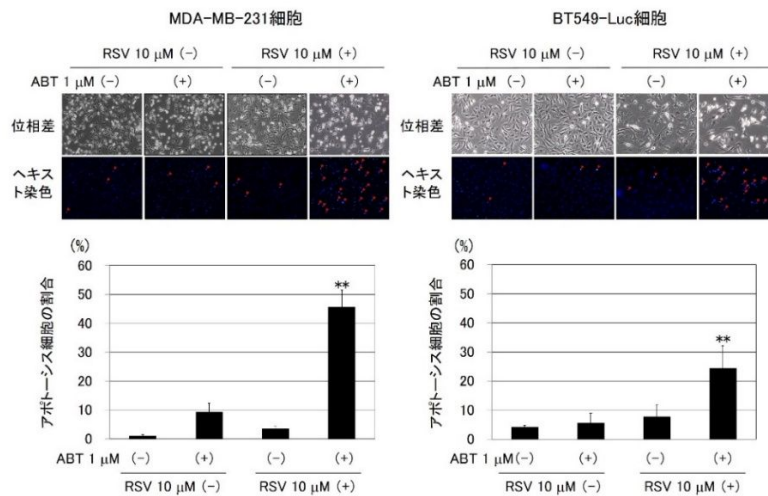 MDA-MB-231細胞
RSV 10 μM (-) RSV 10 μM (+)
ABT 1 μM (-) (+) (-) (+)
位相差
ヘキス
ト染色
(%)
アポトーシス細胞の割合
60
50
40
30
20
10
0
**
ABT 1 μM (-) (+) (-) (+)
RSV 10 μM (-) RSV 10 μM (+)
BT549-Luc細胞
RSV 10 μM (-) RSV 10 μM (+)
ABT 1 μM (-) (+) (-) (+)
位相差
ヘキス
ト染色
(%)
アポトーシス細胞の割合
60
50
40
30
20
10
0
**
ABT 1 μM(-) (+) (-) (+)
RSV 10 μM (-) RSV 10 μM (+)